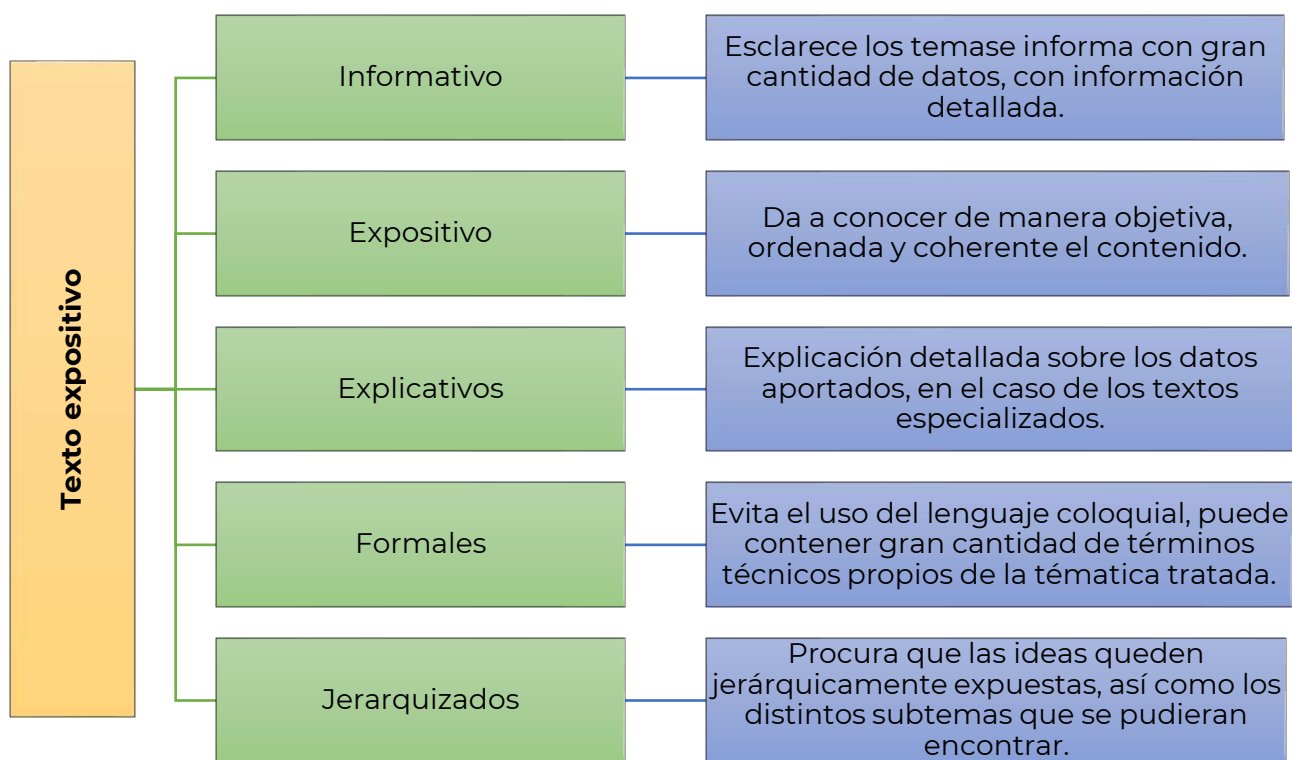 Texto expositivo
Informativo
Esclarece los temase informa con gran
cantidad de datos, con información
detallada.
Expositivo
Da a conocer de manera objetiva,
ordenada y coherente el contenido.
Explicativos
Explicación detallada sobre los datos
aportados, en el caso de los textos
especializados.
Formales
Evita el uso del lenguaje coloquial, puede
contener gran cantidad de términos
técnicos propios de la témática tratada.
Jerarquizados
Procura que las ideas queden
jerárquicamente expuestas, así como los
distintos subtemas que se pudieran
encontrar.